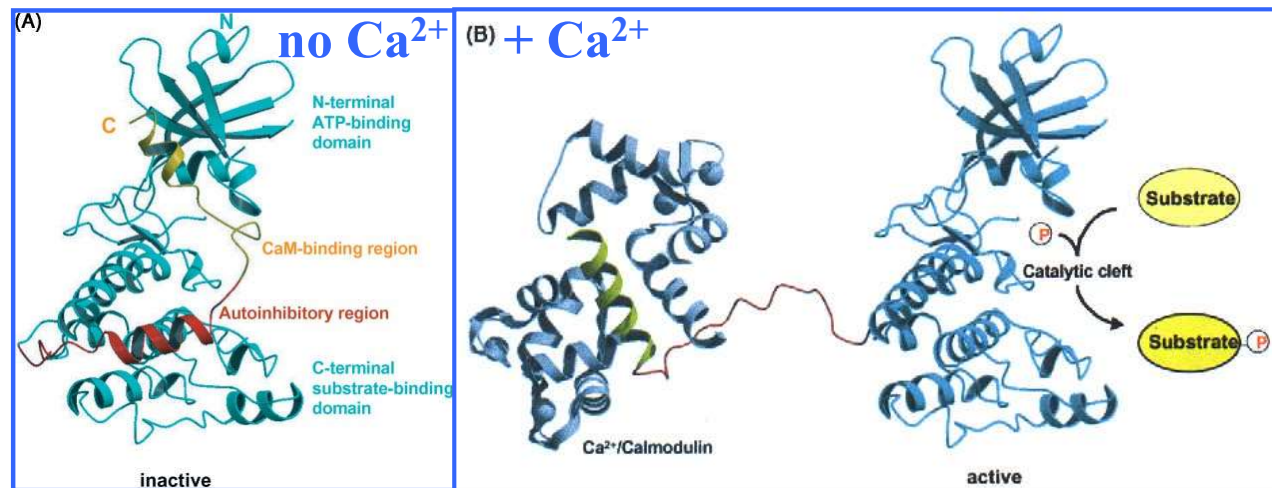 (A)
no Ca²⁺
N
N-terminal
ATP-binding
domain
C
CaM-binding region
Autoinhibitory region
C-terminal
substrate-binding
domain
inactive
(B)
+ Ca²⁺
Substrate
P
Catalytic cleft
Substrate
P
Ca²⁺/Calmodulin
active